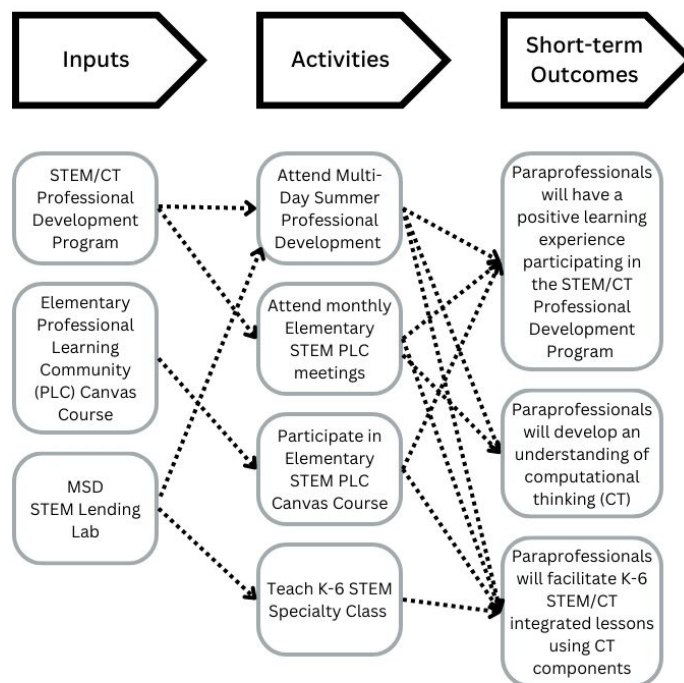 Inputs
Activities
Short-term
Outcomes
STEM/CT
Professional
Development
Program
Elementary
Professional
Learning
Community
(PLC) Canvas
Course
MSD
STEM Lending
Lab
Attend Multi-
Day Summer
Professional
Development
Attend monthly
Elementary
STEM PLC
meetings
Participate in
Elementary
STEM PLC
Canvas Course
Teach K-6 STEM
Specialty Class
Paraprofessionals
will have a
positive learning
experience
participating in
the STEM/CT
Professional
Development
Program
Paraprofessionals
will develop an
understanding of
computational
thinking (CT)
Paraprofessionals
will facilitate K-6
STEM/CT
integrated lessons
using CT
components